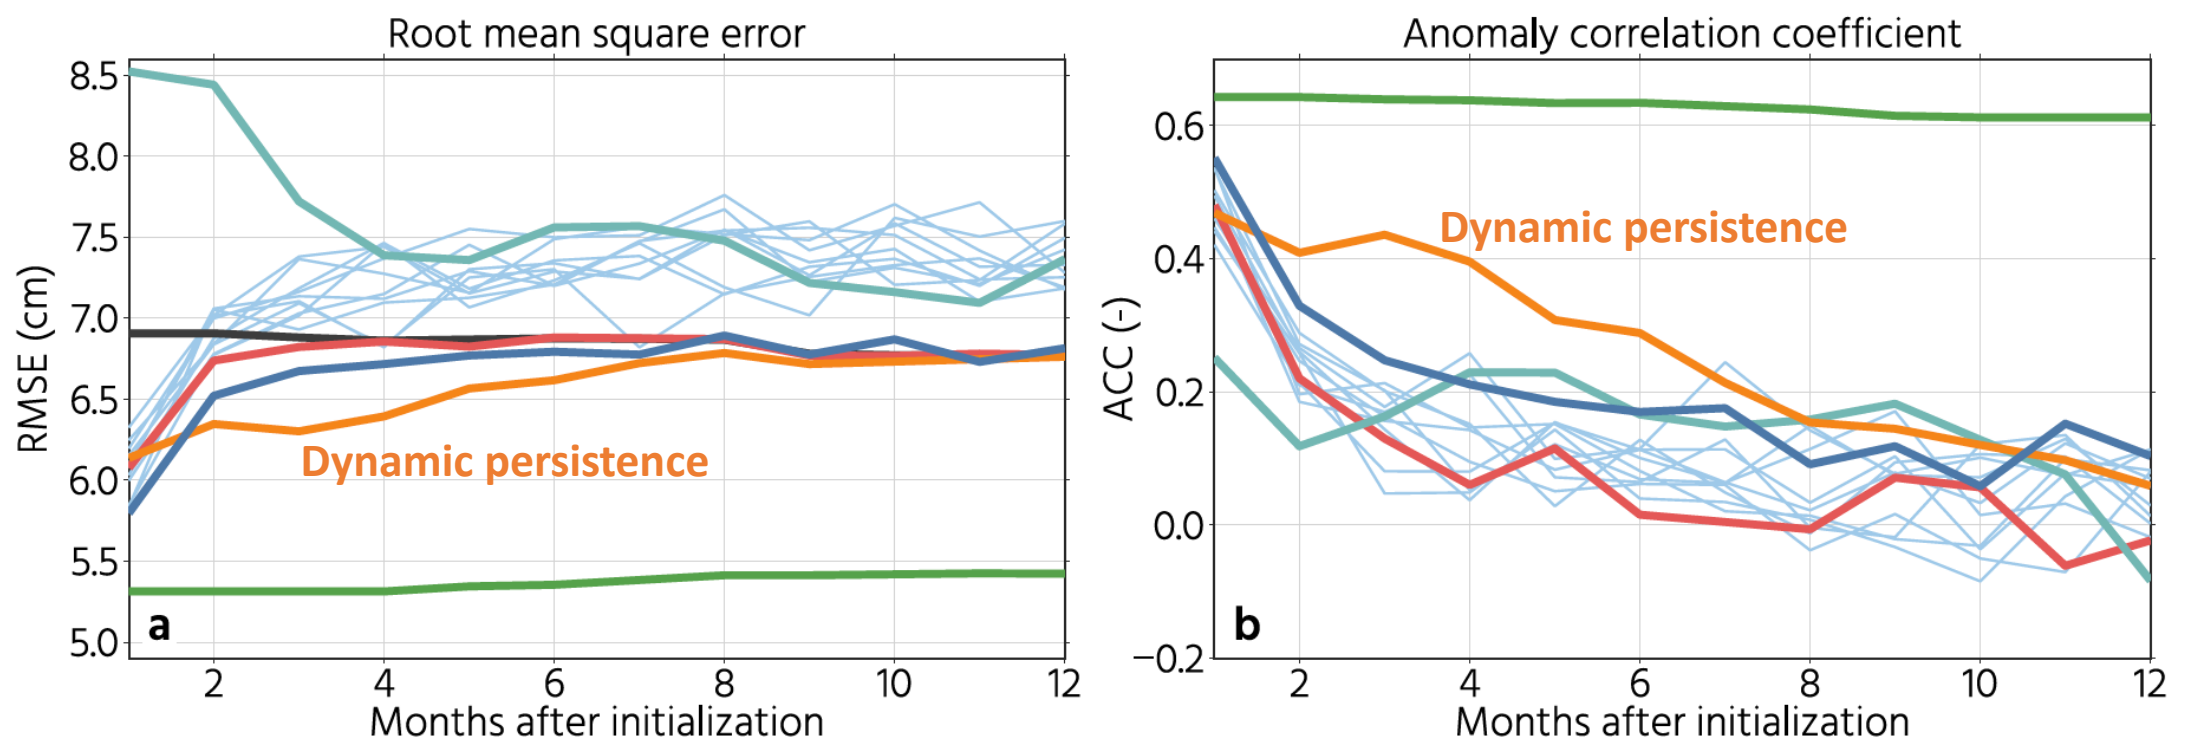 Root mean square error
8.5
8.0
7.5
7.0
6.5
6.0
5.5
5.0
RMSE (cm)
Dynamic persistence
a
2 4 6 8 10 12
Months after initialization
Anomaly correlation coefficient
0.6
0.4
0.2
0.0
−0.2
ACC (-)
Dynamic persistence
b
2 4 6 8 10 12
Months after initialization